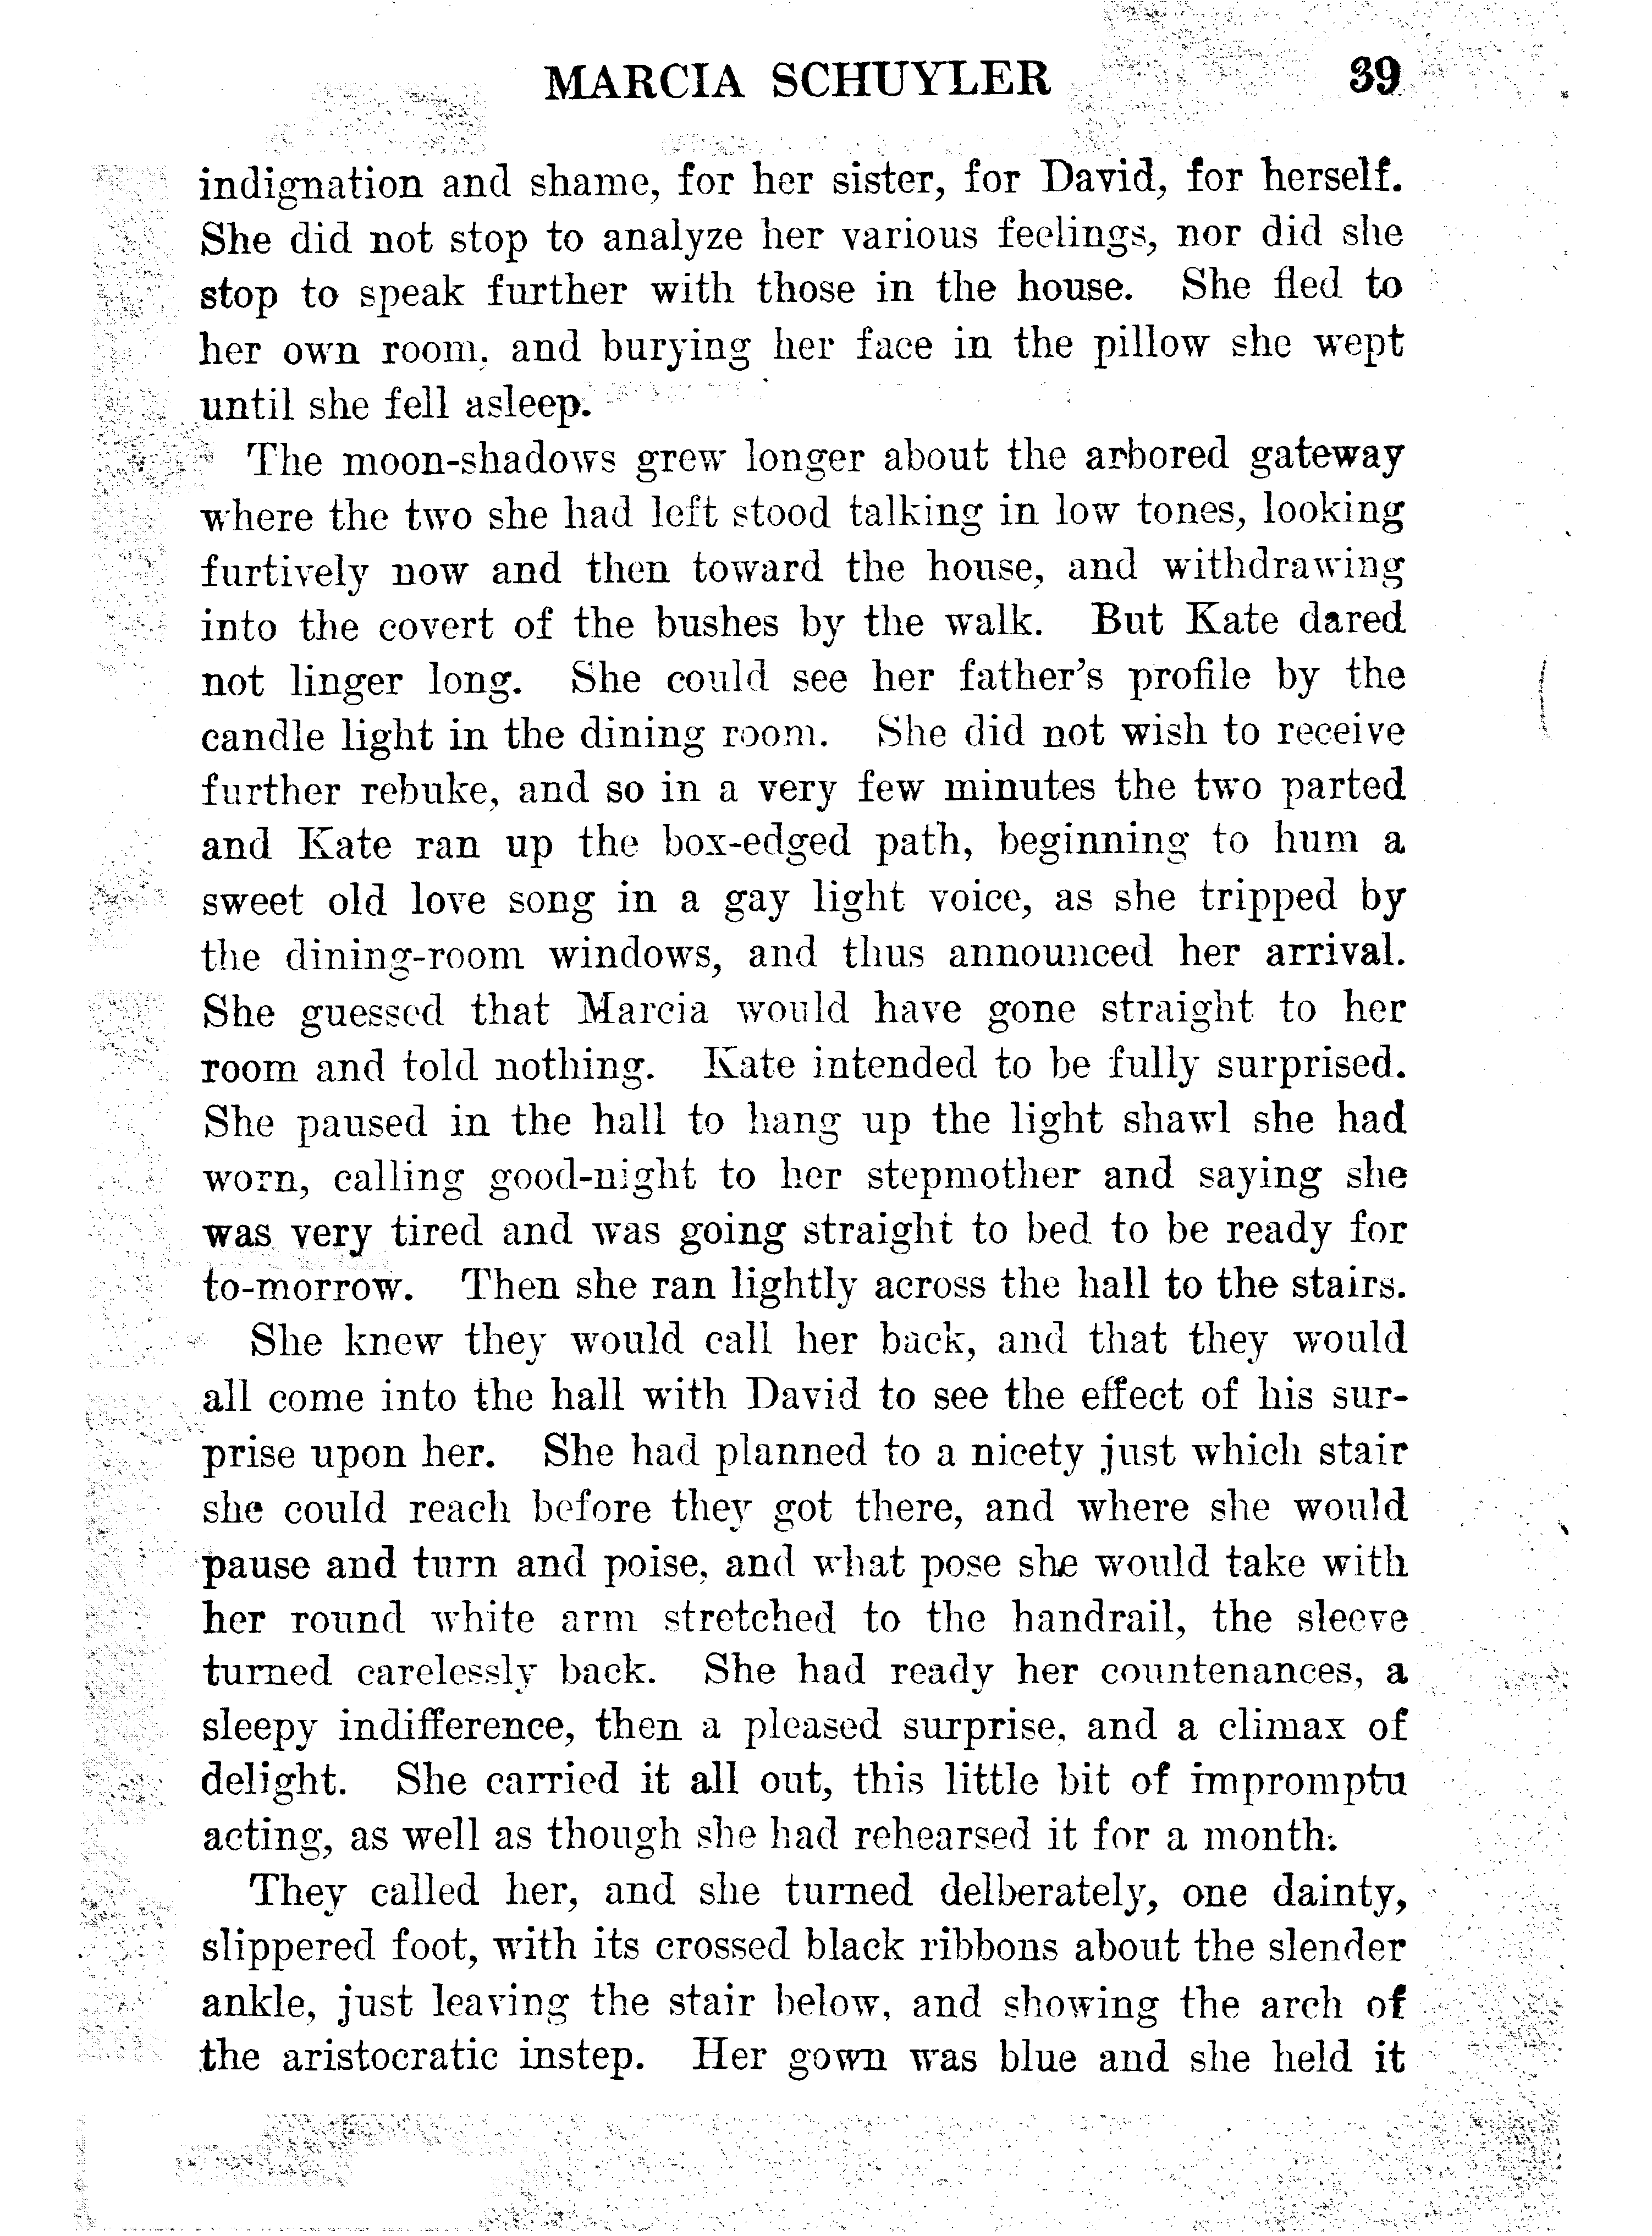 MARCIA SCHUYLER 39
indignation and shame, for her sister, for David, for herself.
She did not stop to analyze her various feelings, nor did she
stop to speak further with those in the house. She fled to
her own room, and burying her face in the pillow she wept
until she fell asleep.
The moon-shadows grew longer about the arbored gateway
where the two she had left stood talking in low tones, looking
furtively now and then toward the house, and withdrawing
into the covert of the bushes by the walk. But Kate dared
not linger long. She could see her father's profile by the
candle light in the dining room. She did not wish to receive
further rebuke, and so in a very few minutes the two parted
and Kate ran up the box-edged path, beginning to hum a
sweet old love song in a gay light voice, as she tripped by
the dining-room windows, and thus announced her arrival.
She guessed that Marcia would have gone straight to her
room and told nothing. Kate intended to be fully surprised.
She paused in the hall to hang up the light shawl she had
worn, calling good-night to her stepmother and saying she
was very tired and was going straight to bed to be ready for
to-morrow. Then she ran lightly across the hall to the stairs.
She knew they would call her back, and that they would
all come into the hall with David to see the effect of his sur-
prise upon her. She had planned to a nicety just which stair
she could reach before they got there, and where she would
pause and turn and poise, and what pose she would take with
her round white arm stretched to the handrail, the sleeve
turned carelessly back. She had ready her countenances, a
sleepy indifference, then a pleased surprise, and a climax of
delight. She carried it all out, this little bit of impromptu
acting, as well as though she had rehearsed it for a month.
They called her, and she turned delberately, one dainty,
slippered foot, with its crossed black ribbons about the slender
ankle, just leaving the stair below, and showing the arch of
the aristocratic instep. Her gown was blue and she held it